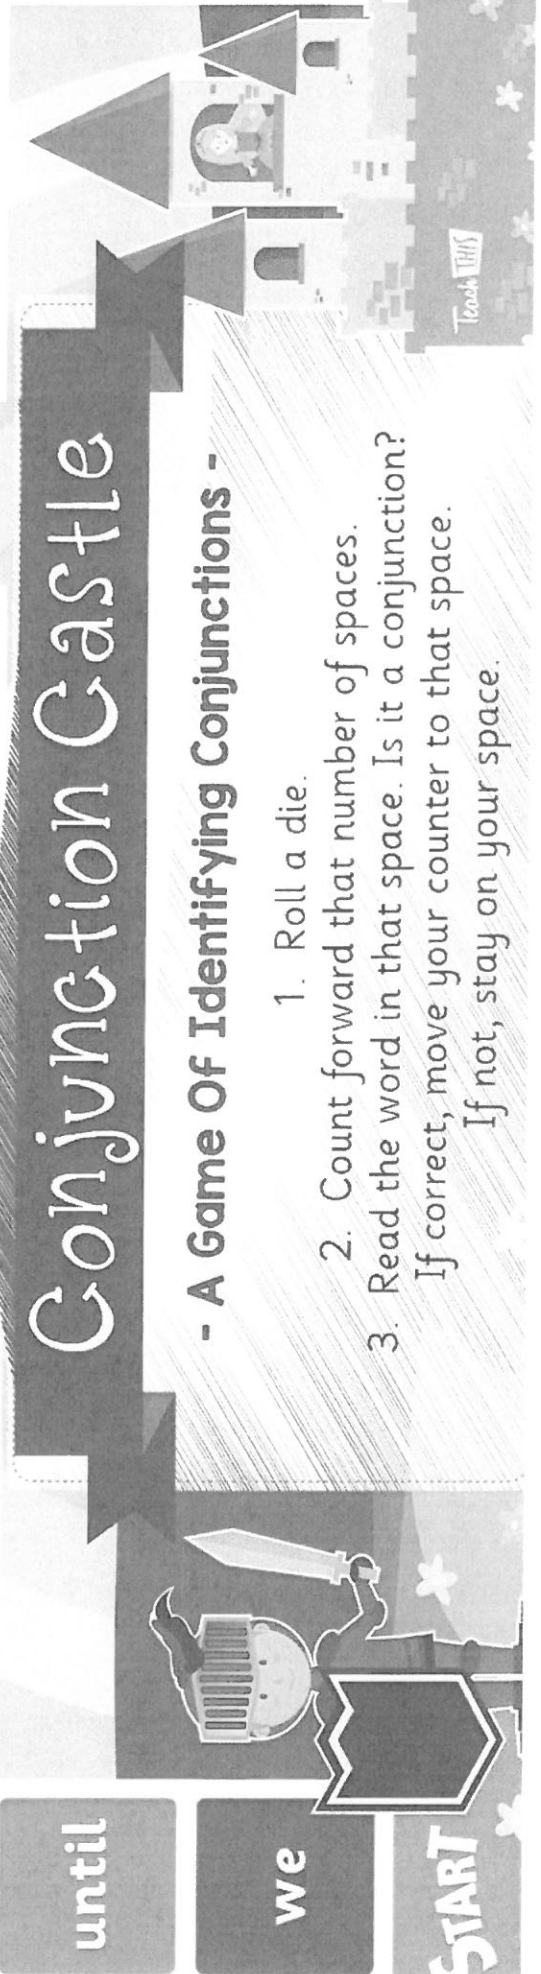 Conjunction Castle
- A Game Of Identifying Conjunctions -
1. Roll a die.
2. Count forward that number of spaces.
3. Read the word in that space. Is it a conjunction?
If correct, move your counter to that space.
If not, stay on your space.
until
we
START
Teach THIS